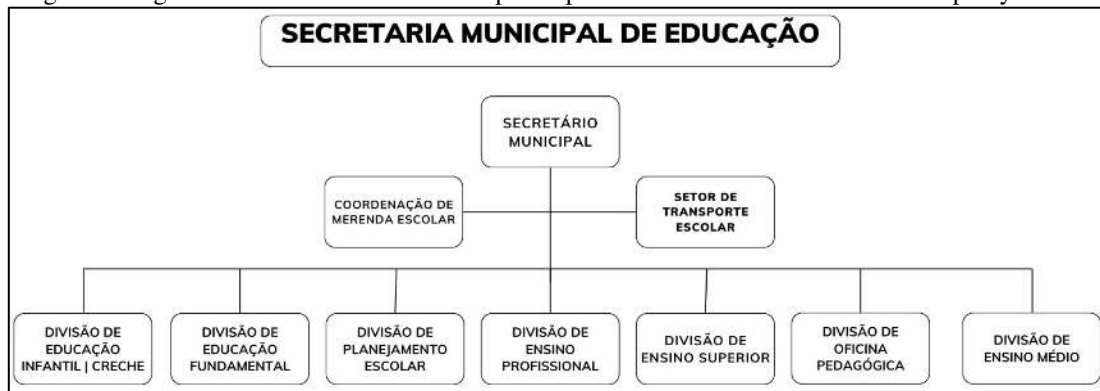 SECRETARIA MUNICIPAL DE EDUCAÇÃO
SECRETÁRIO
MUNICIPAL
COORDENAÇÃO DE
MERENDA ESCOLAR
SETOR DE
TRANSPORTE
ESCOLAR
DIVISÃO DE
EDUCAÇÃO
INFANTIL | CRECHE
DIVISÃO DE
EDUCAÇÃO
FUNDAMENTAL
DIVISÃO DE
PLANEJAMENTO
ESCOLAR
DIVISÃO DE
ENSINO
PROFISSIONAL
DIVISÃO DE
ENSINO SUPERIOR
DIVISÃO DE
OFICINA
PEDAGÓGICA
DIVISÃO DE
ENSINO MÉDIO